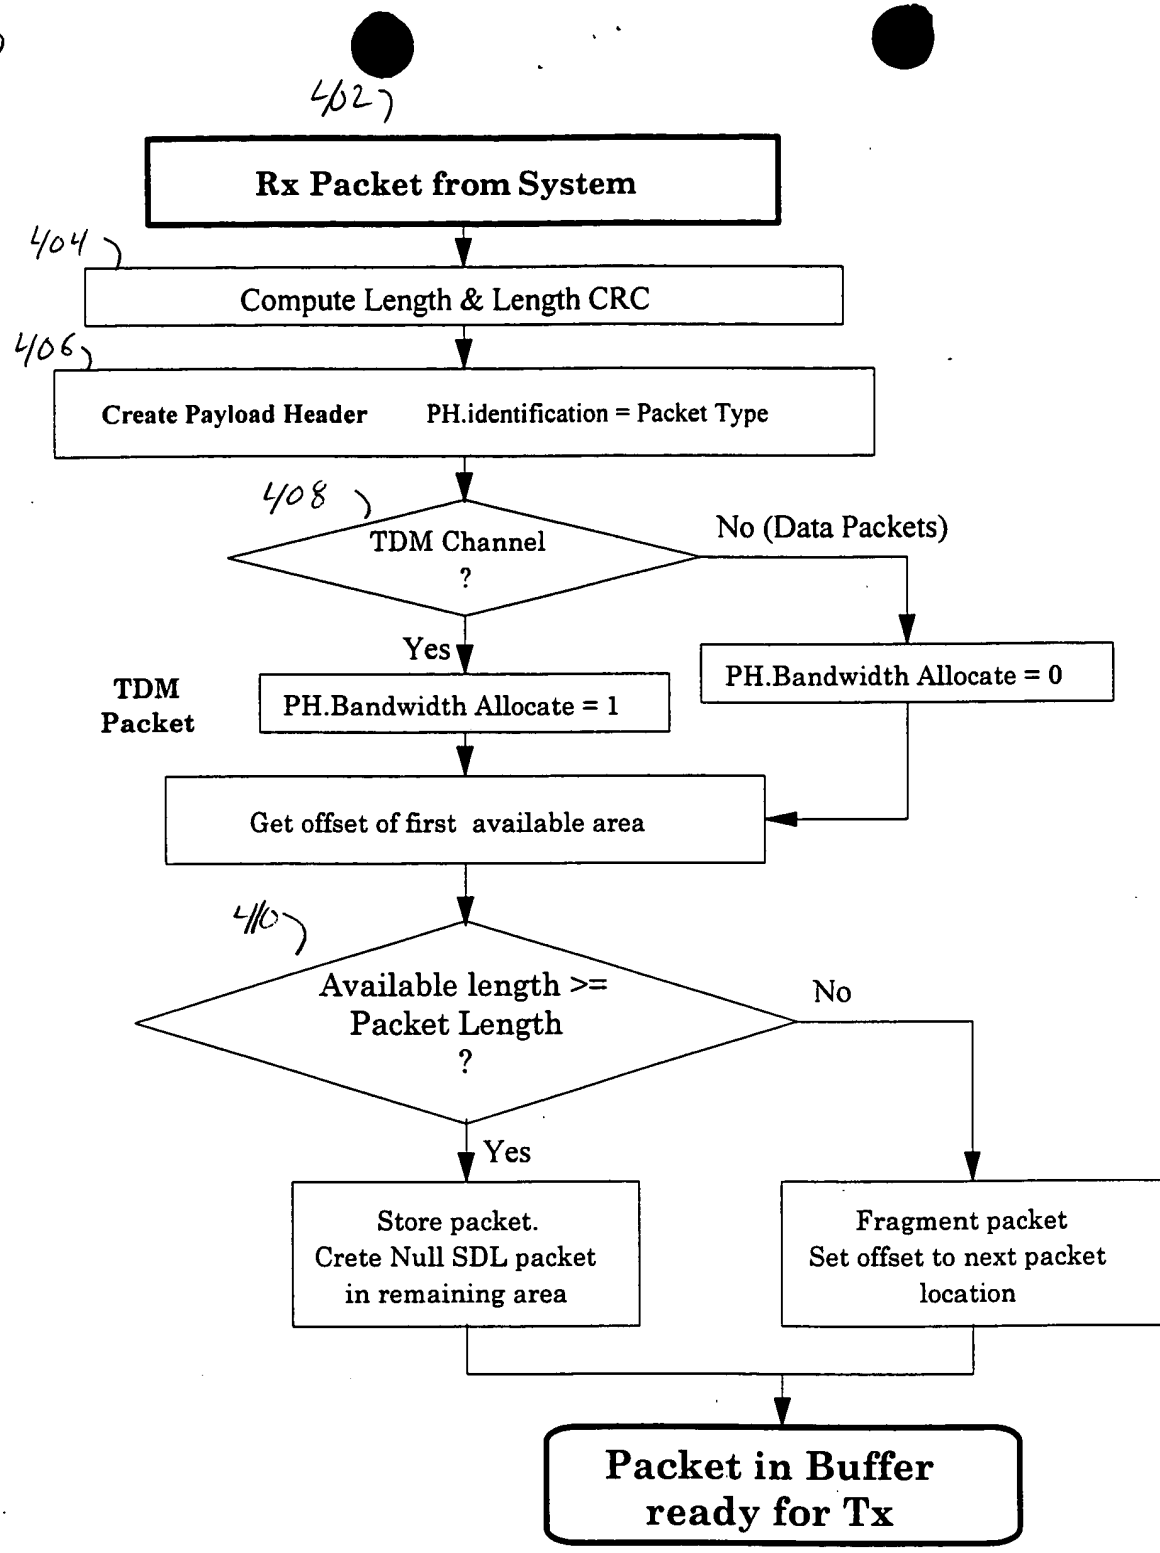 402
Rx Packet from System
404
Compute Length & Length CRC
406
Create Payload Header PH.identification = Packet Type
408
TDM Channel
?
No (Data Packets)
Yes
PH.Bandwidth Allocate = 0
TDM
Packet
PH.Bandwidth Allocate = 1
Get offset of first available area
410
Available length >=
Packet Length
?
No
Yes
Store packet.
Crete Null SDL packet
in remaining area
Fragment packet
Set offset to next packet
location
Packet in Buffer
ready for Tx